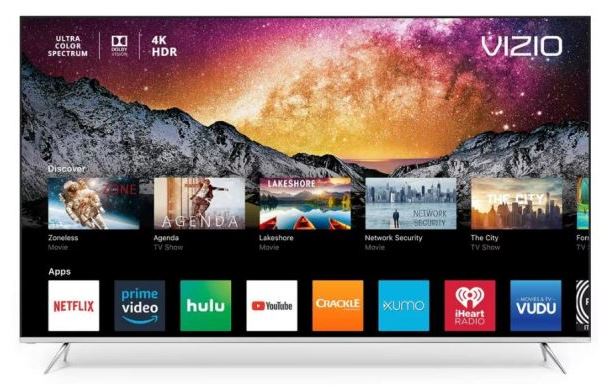 ULTRA
COLOR
SPECTRUM
DOLBY
VISION
4K
HDR
VIZIO
Discover
ZONE
AGENDA
LAKESHORE
NETWORK
SECURITY
THE CITY
Zoneless
Movie
Agenda
TV Show
Lakeshore
Movie
Network Security
Movie
The City
TV Show
For
TV
Apps
NETFLIX
prime
video
hulu
YouTube
CRACKLE
XUMO
iHeart
RADIO
MOVIES & TV
VUDU